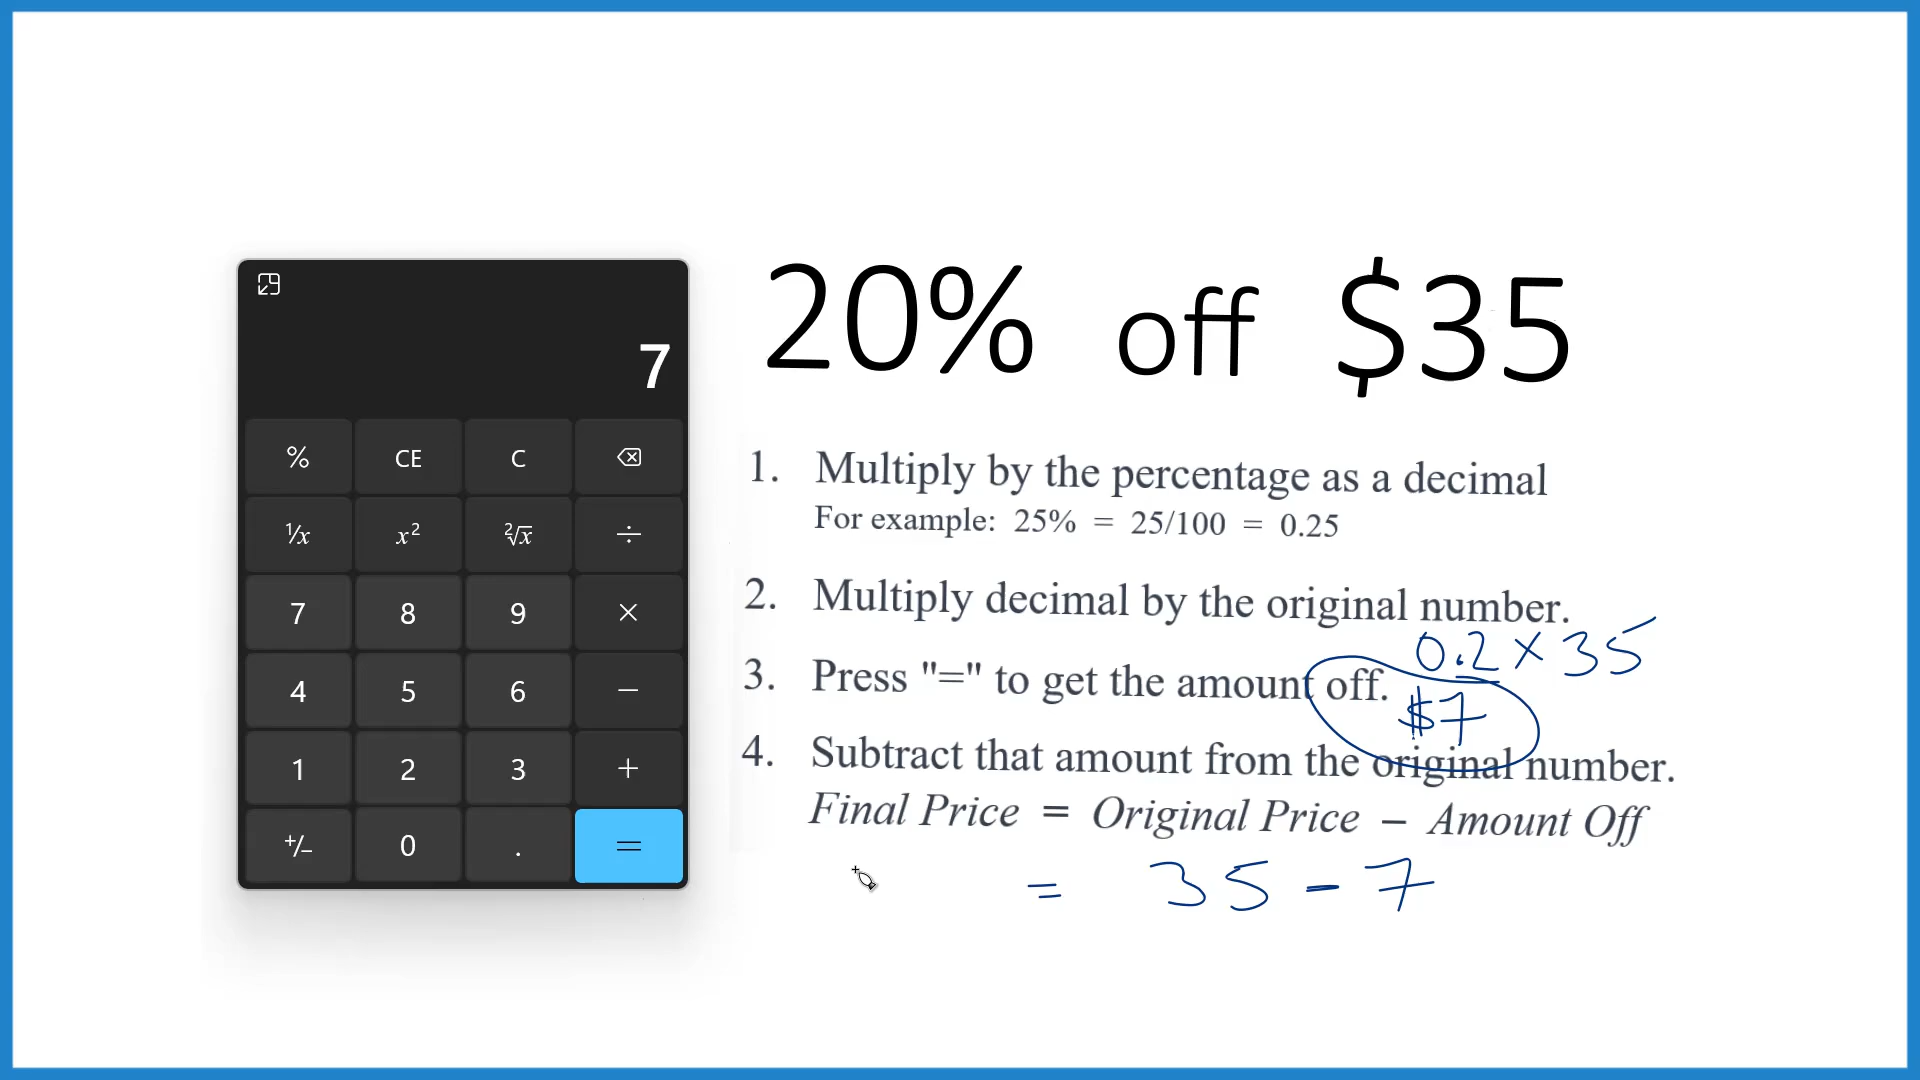 7
20% off $35
% CE C
¹/x x² ²√x ÷
7 8 9 ×
4 5 6 −
1 2 3 +
+/− 0 . =
1. Multiply by the percentage as a decimal
For example: 25% = 25/100 = 0.25
2. Multiply decimal by the original number.
0.2 × 35
3. Press "=" to get the amount off.
$7
4. Subtract that amount from the original number.
Final Price = Original Price − Amount Off
= 35 - 7